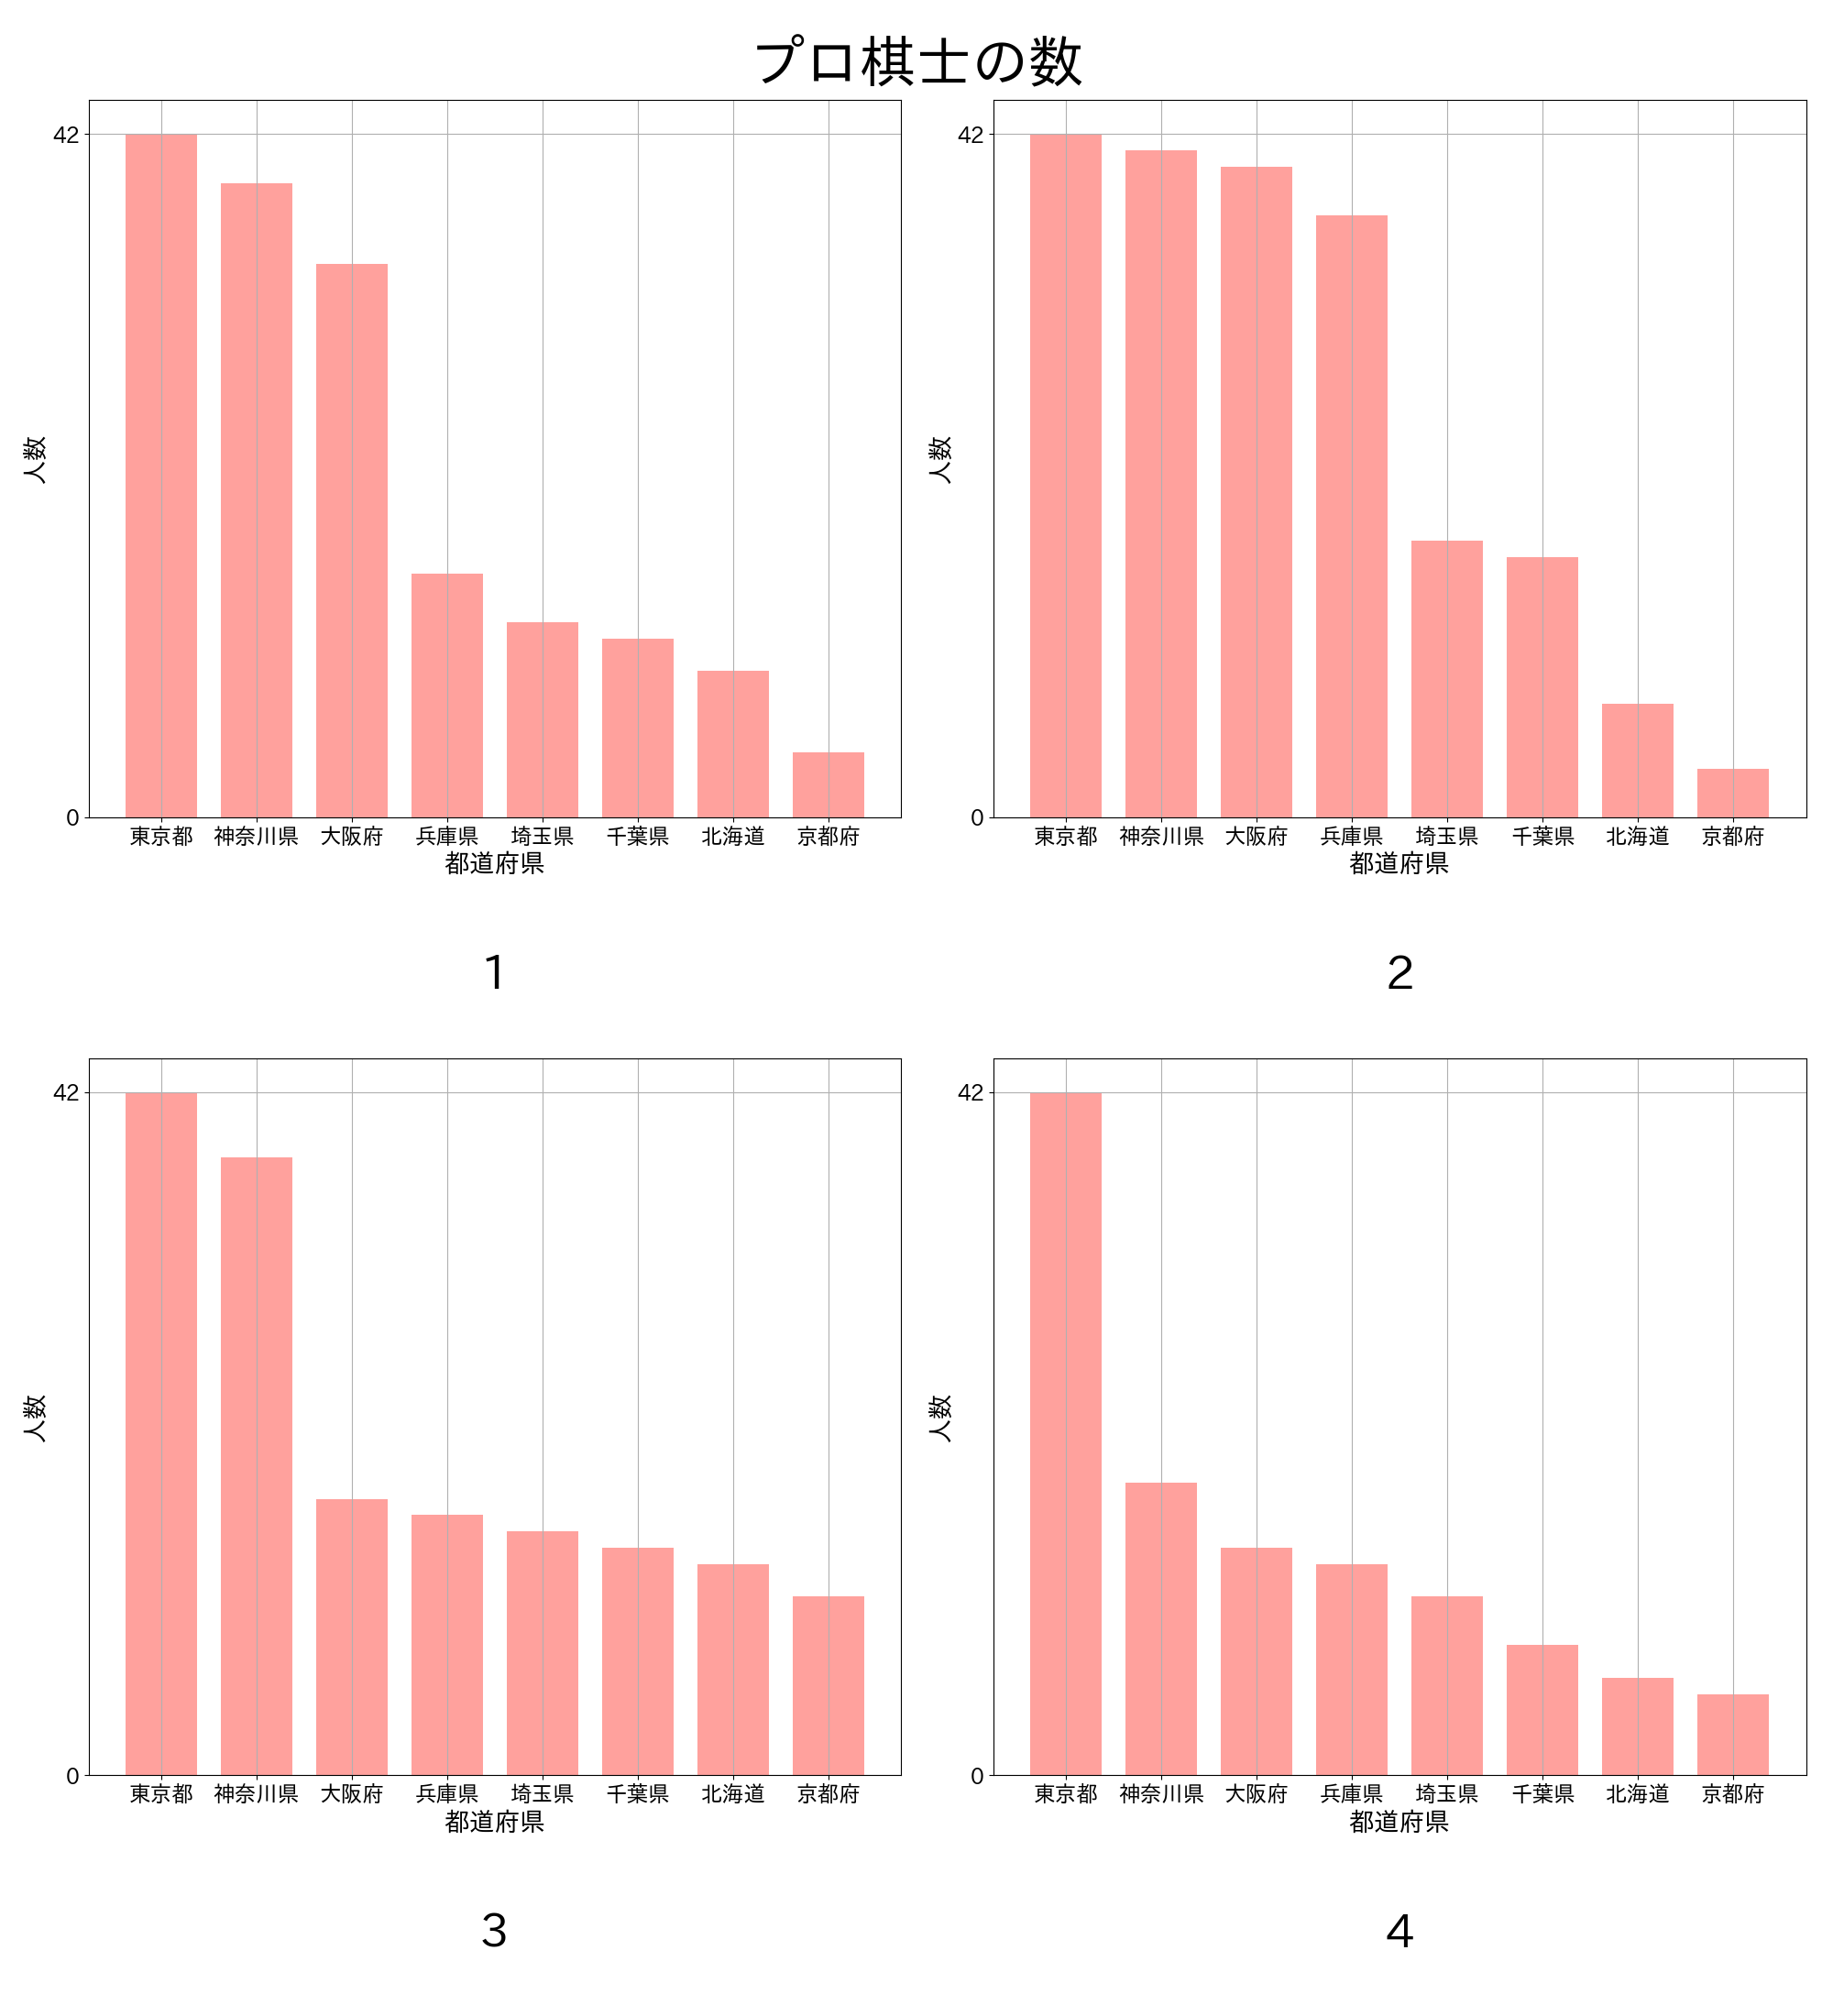 プロ棋士の数
42
0
人数
東京都 神奈川県 大阪府 兵庫県 埼玉県 千葉県 北海道 京都府
都道府県
1
42
0
人数
東京都 神奈川県 大阪府 兵庫県 埼玉県 千葉県 北海道 京都府
都道府県
2
42
0
人数
東京都 神奈川県 大阪府 兵庫県 埼玉県 千葉県 北海道 京都府
都道府県
3
42
0
人数
東京都 神奈川県 大阪府 兵庫県 埼玉県 千葉県 北海道 京都府
都道府県
4